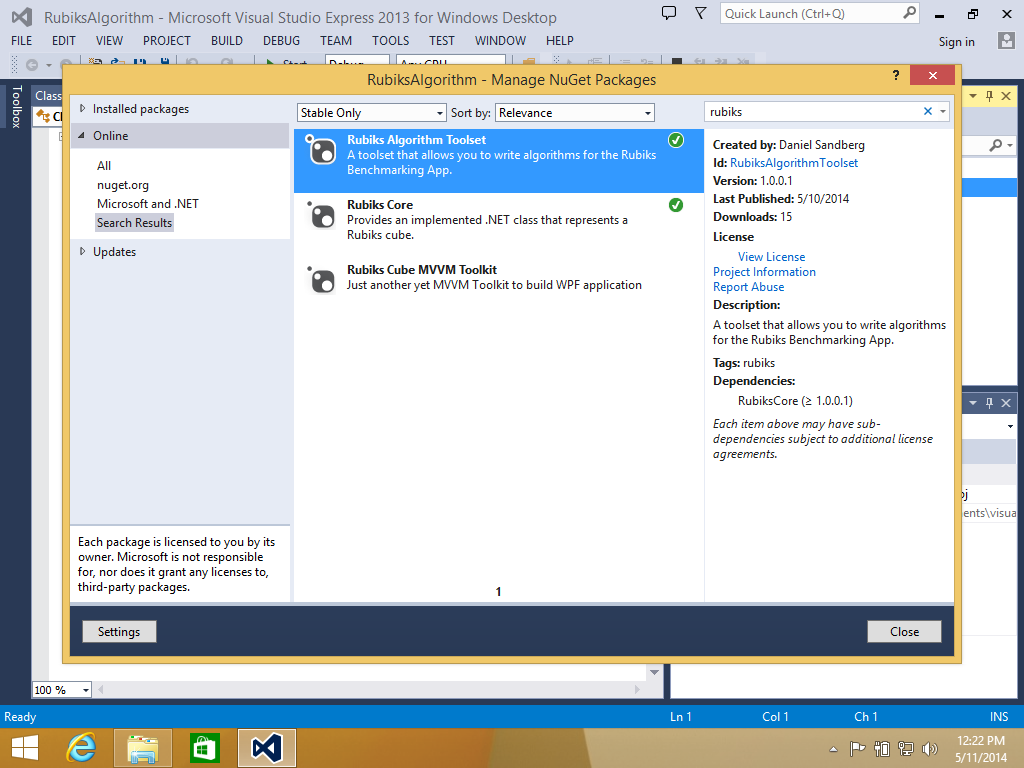 RubiksAlgorithm - Microsoft Visual Studio Express 2013 for Windows Desktop
Quick Launch (Ctrl+Q)
FILE EDIT VIEW PROJECT BUILD DEBUG TEAM TOOLS TEST WINDOW HELP
Sign in
RubiksAlgorithm - Manage NuGet Packages
?
Toolbox
Class
Installed packages
Online
All
nuget.org
Microsoft and .NET
Search Results
Updates
Each package is licensed to you by its
owner. Microsoft is not responsible
for, nor does it grant any licenses to,
third-party packages.
Stable Only
Sort by: Relevance
Rubiks Algorithm Toolset
A toolset that allows you to write algorithms for the Rubiks
Benchmarking App.
Rubiks Core
Provides an implemented .NET class that represents a
Rubiks cube.
Rubiks Cube MVVM Toolkit
Just another yet MVVM Toolkit to build WPF application
1
rubiks
Created by: Daniel Sandberg
Id: RubiksAlgorithmToolset
Version: 1.0.0.1
Last Published: 5/10/2014
Downloads: 15
License
View License
Project Information
Report Abuse
Description:
A toolset that allows you to write algorithms
for the Rubiks Benchmarking App.
Tags: rubiks
Dependencies:
RubiksCore (≥ 1.0.0.1)
Each item above may have sub-
dependencies subject to additional license
agreements.
Settings
Close
100 %
Ready
Ln 1
Col 1
Ch 1
INS
12:22 PM
5/11/2014